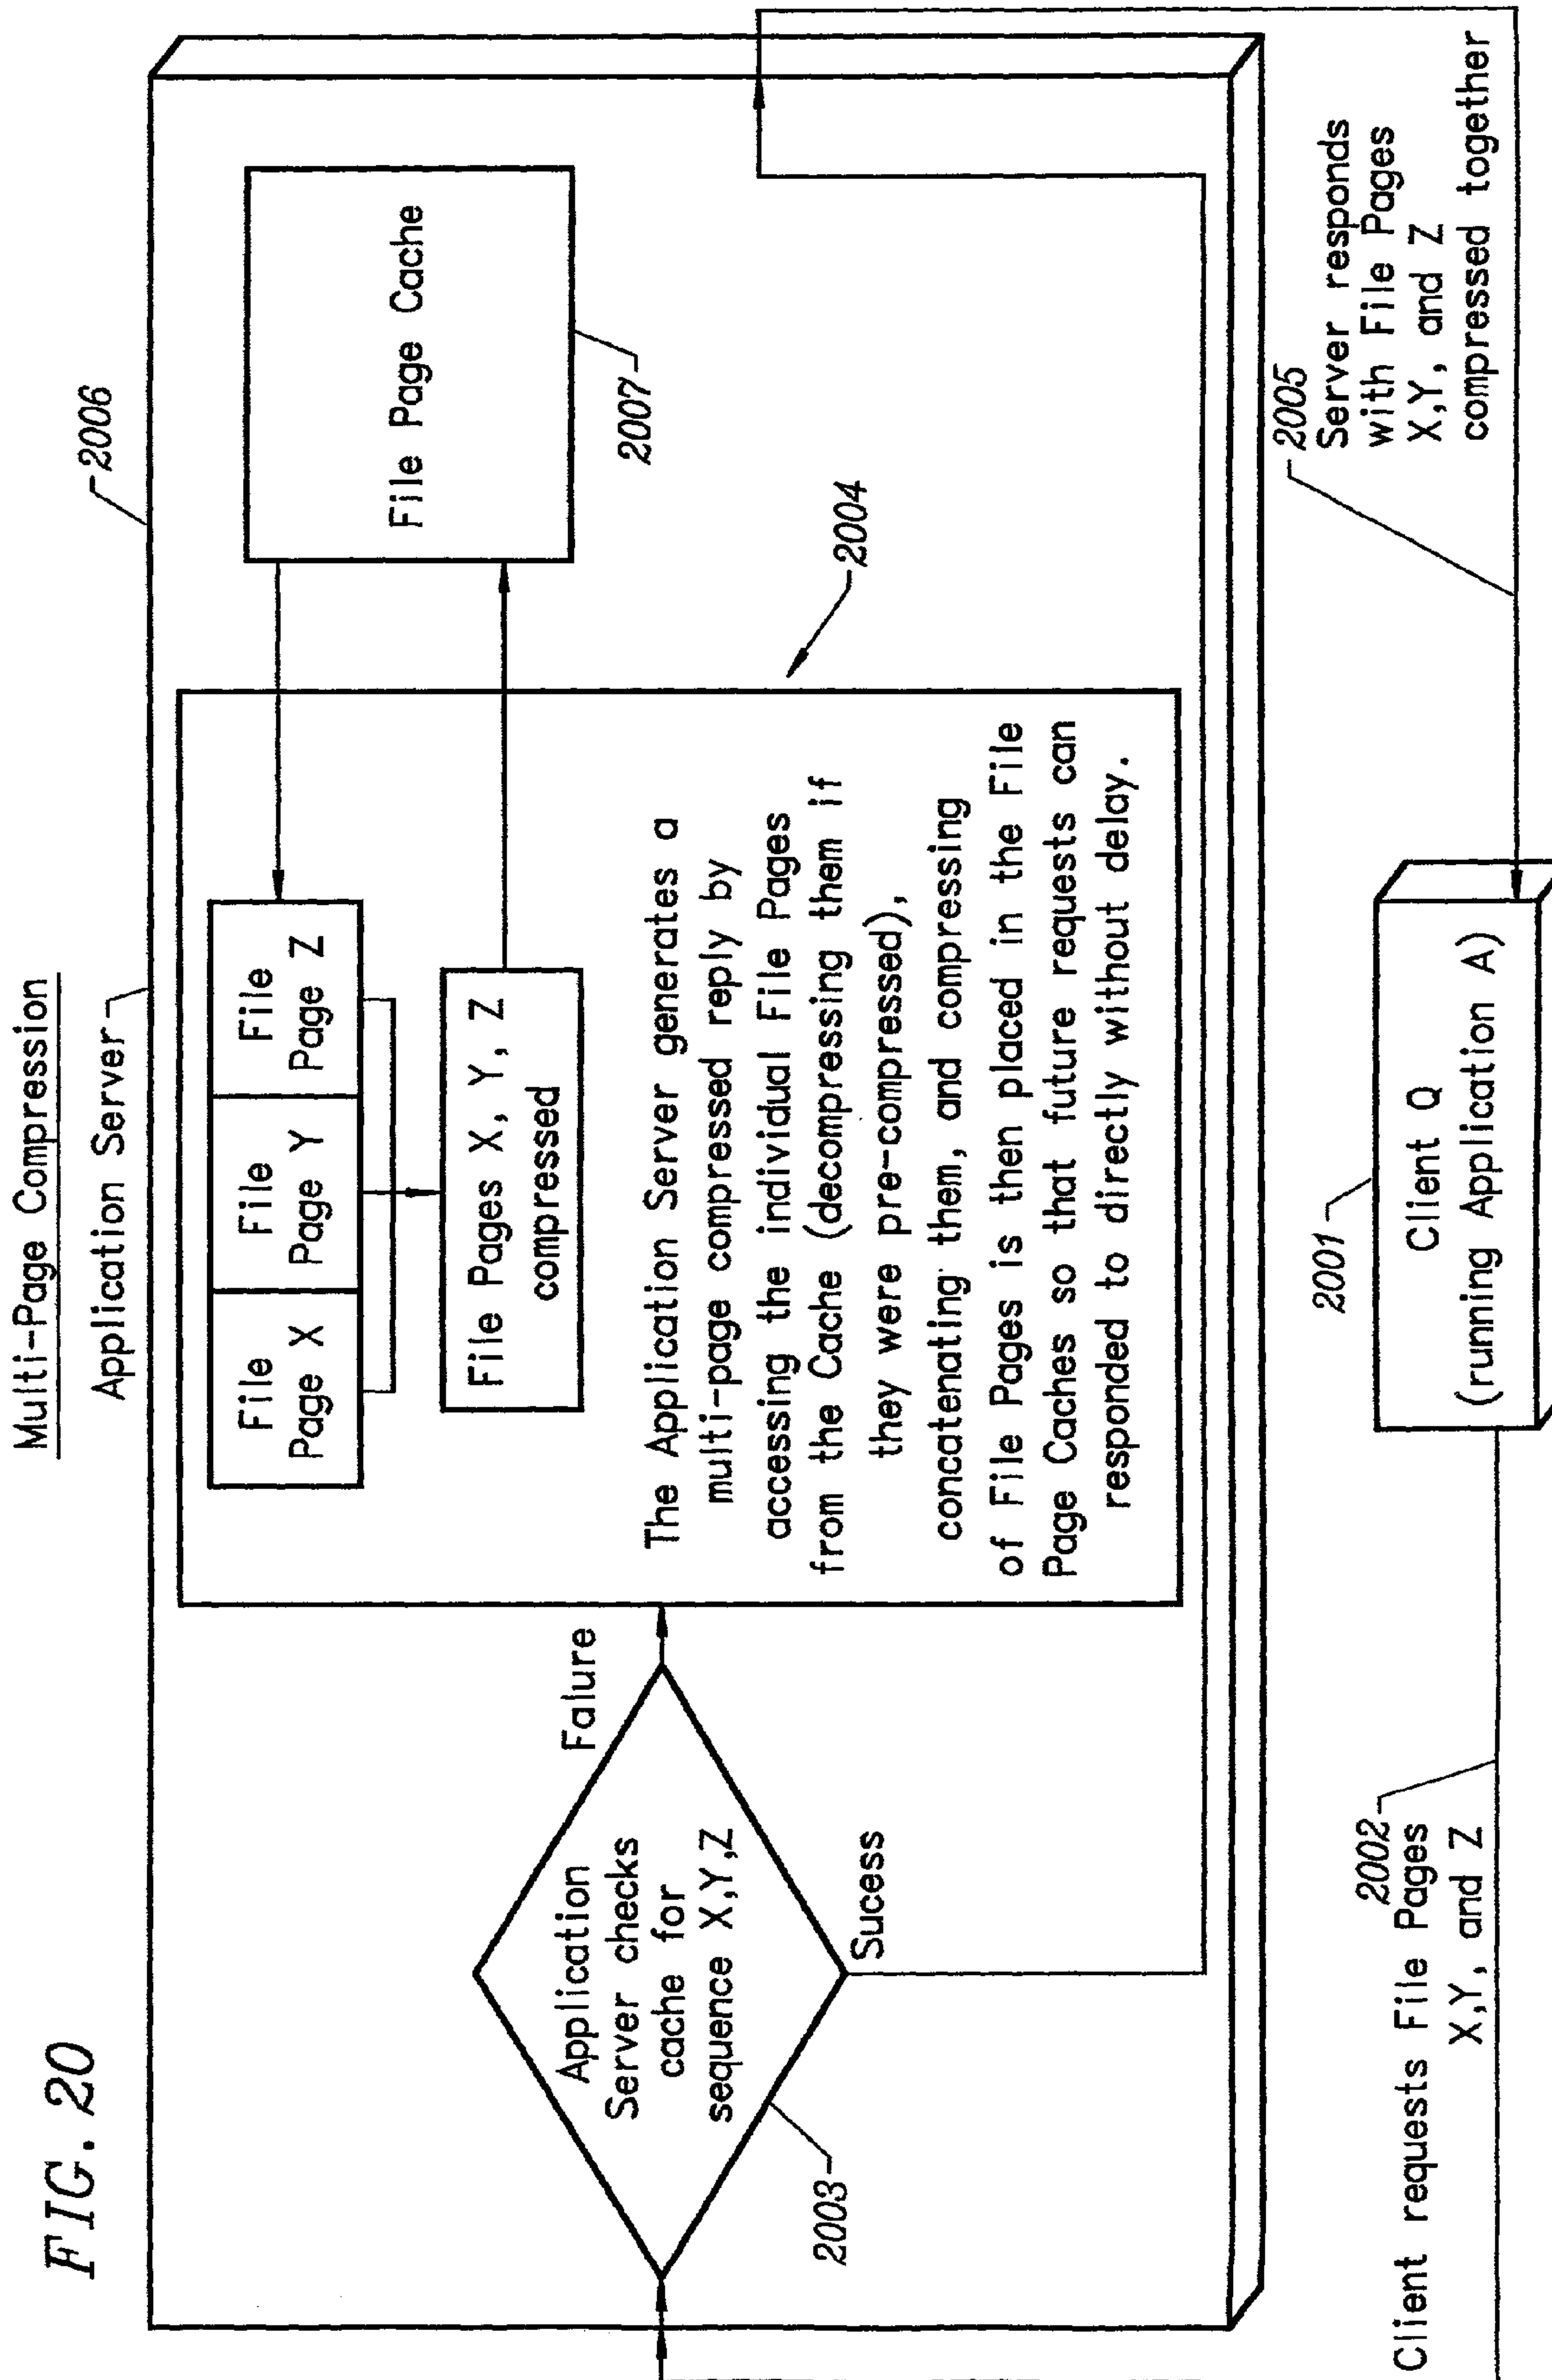 FIG. 20
Multi-Page Compression
Application Server
2006
File
Page X
File
Page Y
File
Page Z
File Pages X, Y, Z
compressed
File Page Cache
2007
The Application Server generates a
multi-page compressed reply by
accessing the individual File Pages
from the Cache (decompressing them if
they were pre-compressed),
concatenating them, and compressing
of File Pages is then placed in the File
Page Caches so that future requests can
responded to directly without delay.
2004
Application
Server checks
cache for
sequence X,Y,Z
Falure
Sucess
2003
2005
Server responds
with File Pages
X,Y, and Z
compressed together
2001
Client Q
(running Application A)
2002
Client requests File Pages
X,Y, and Z